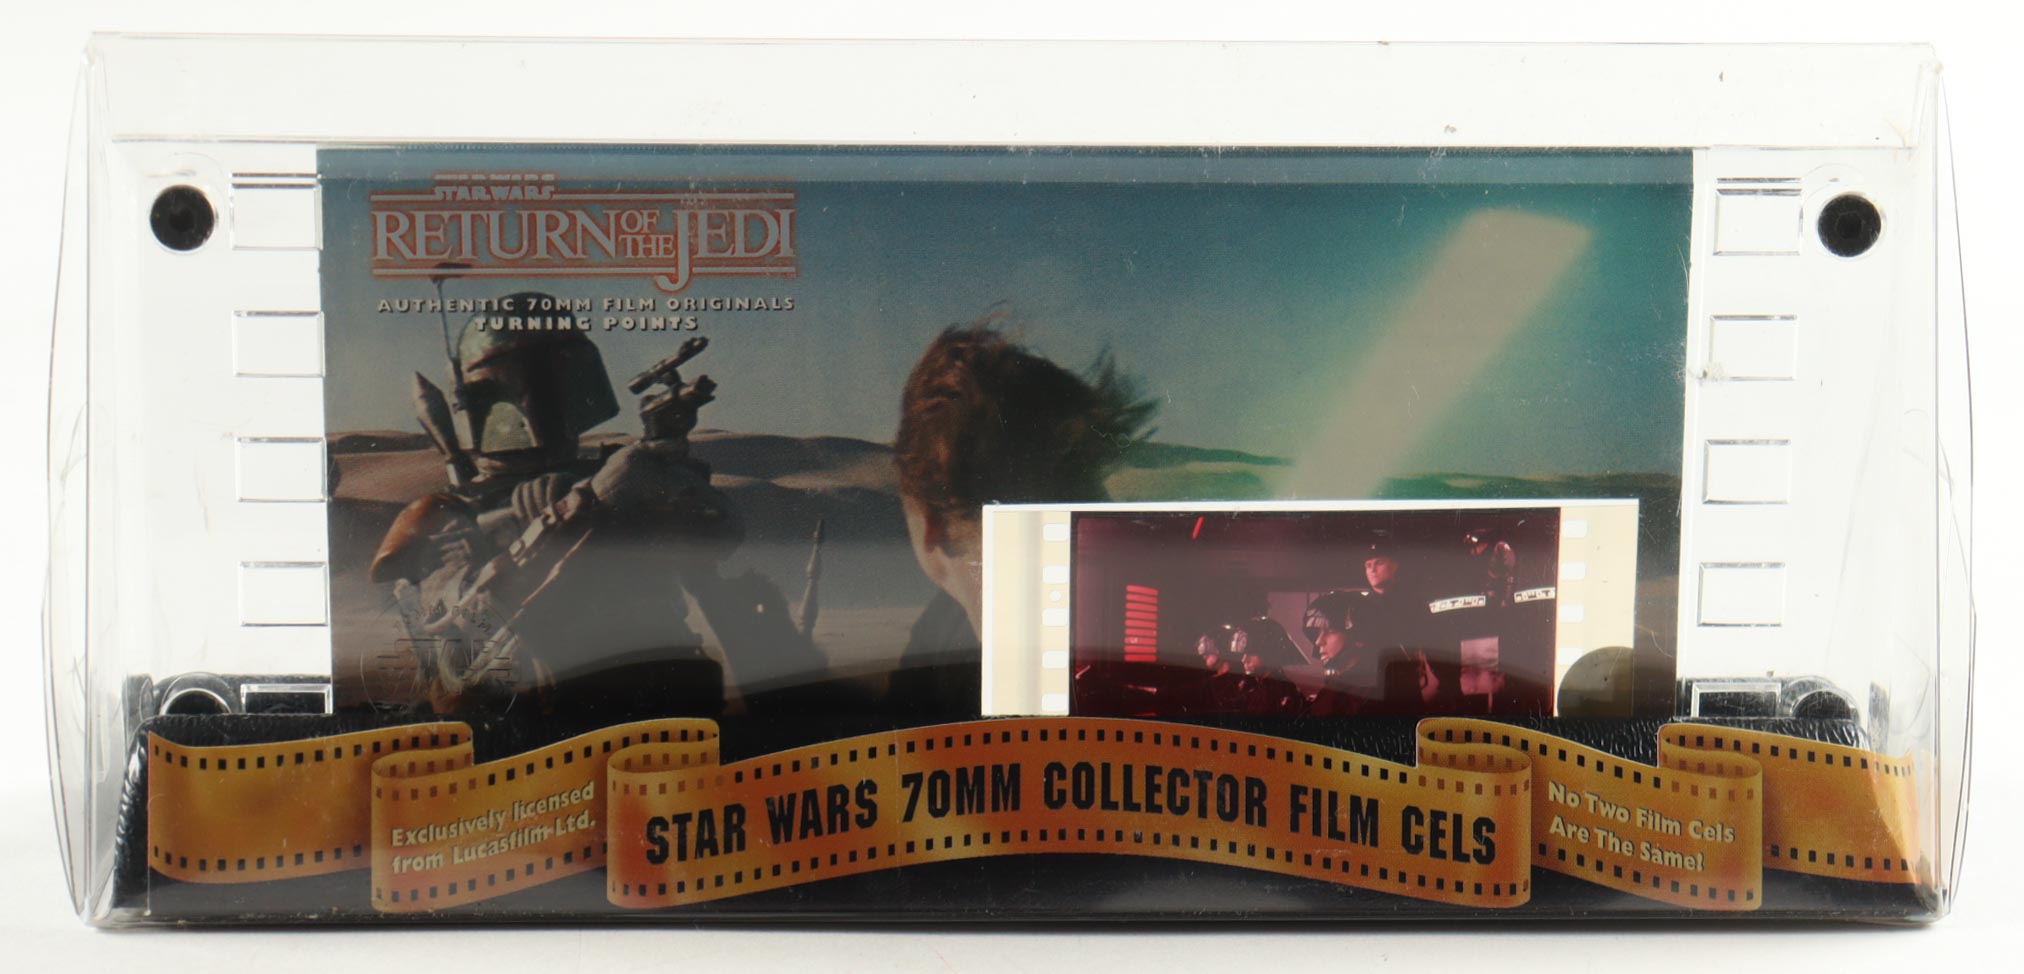 STAR WARS
RETURN OF THE JEDI
AUTHENTIC 70MM FILM ORIGINALS
TURNING POINTS
Exclusively licensed
from Lucasfilm Ltd.
STAR WARS 70MM COLLECTOR FILM CELS
No Two Film Cels
Are The Same!